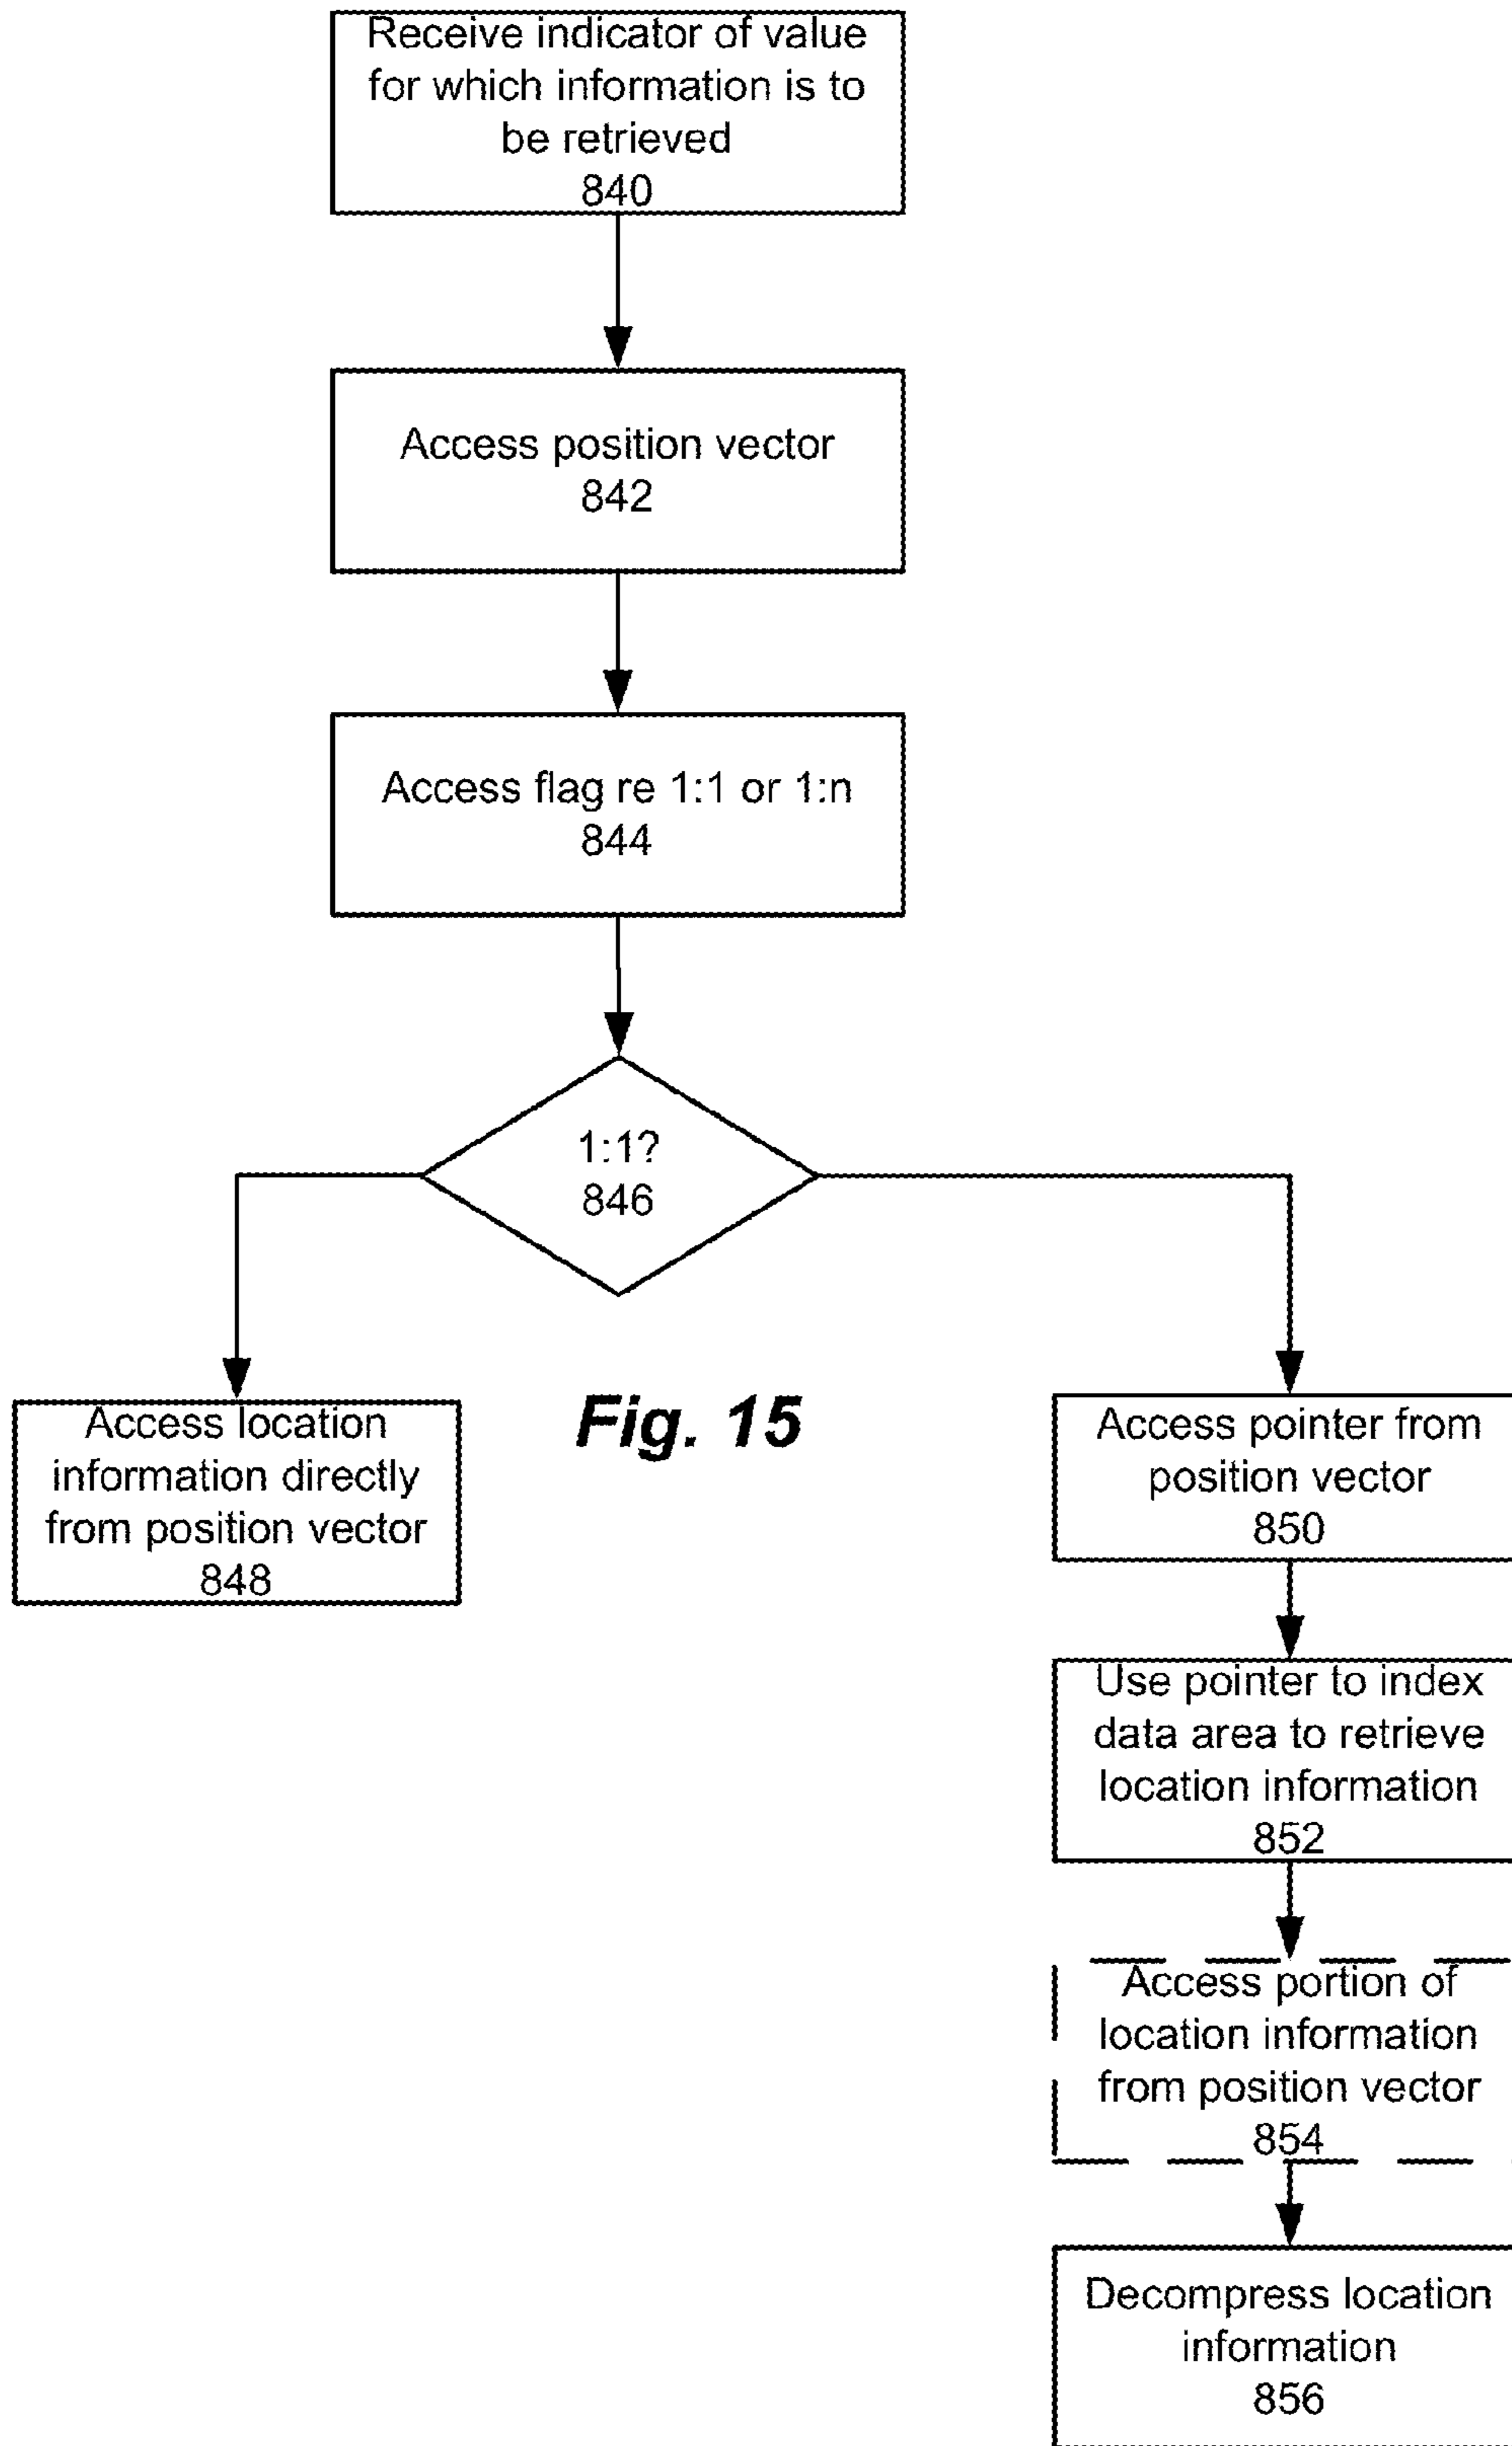 Receive indicator of value
for which information is to
be retrieved
840
Access position vector
842
Access flag re 1:1 or 1:n
844
1:1?
846
Fig. 15
Access location
information directly
from position vector
848
Access pointer from
position vector
850
Use pointer to index
data area to retrieve
location information
852
Access portion of
location information
from position vector
854
Decompress location
information
856